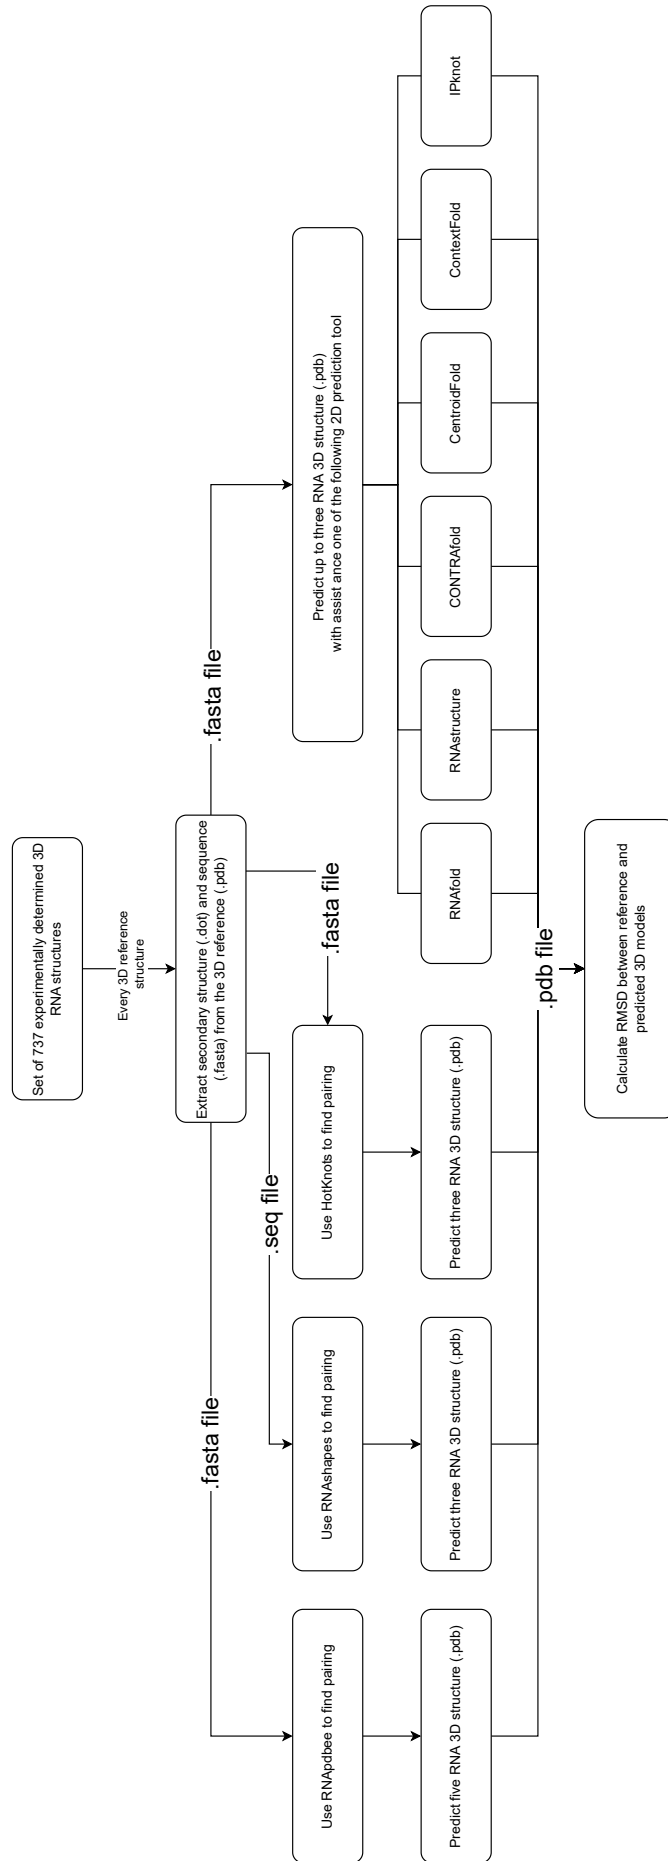 Set of 737 experimentally determined 3D
RNA structures
Every 3D reference
structure
Extract secondary structure (.dot) and sequence
(.fasta) from the 3D reference (.pdb)
.fasta file
.seq file
.fasta file
.fasta file
Use RNApdbee to find pairing
Use RNAshapes to find pairing
Use HotKnots to find pairing
Predict up to three RNA 3D structure (.pdb)
with assist ance one of the following 2D prediction tool
Predict five RNA 3D structure (.pdb)
Predict three RNA 3D structure (.pdb)
Predict three RNA 3D structure (.pdb)
RNAfold
RNAstructure
CONTRAfold
CentroidFold
ContextFold
IPknot
.pdb file
Calculate RMSD between reference and
predicted 3D models